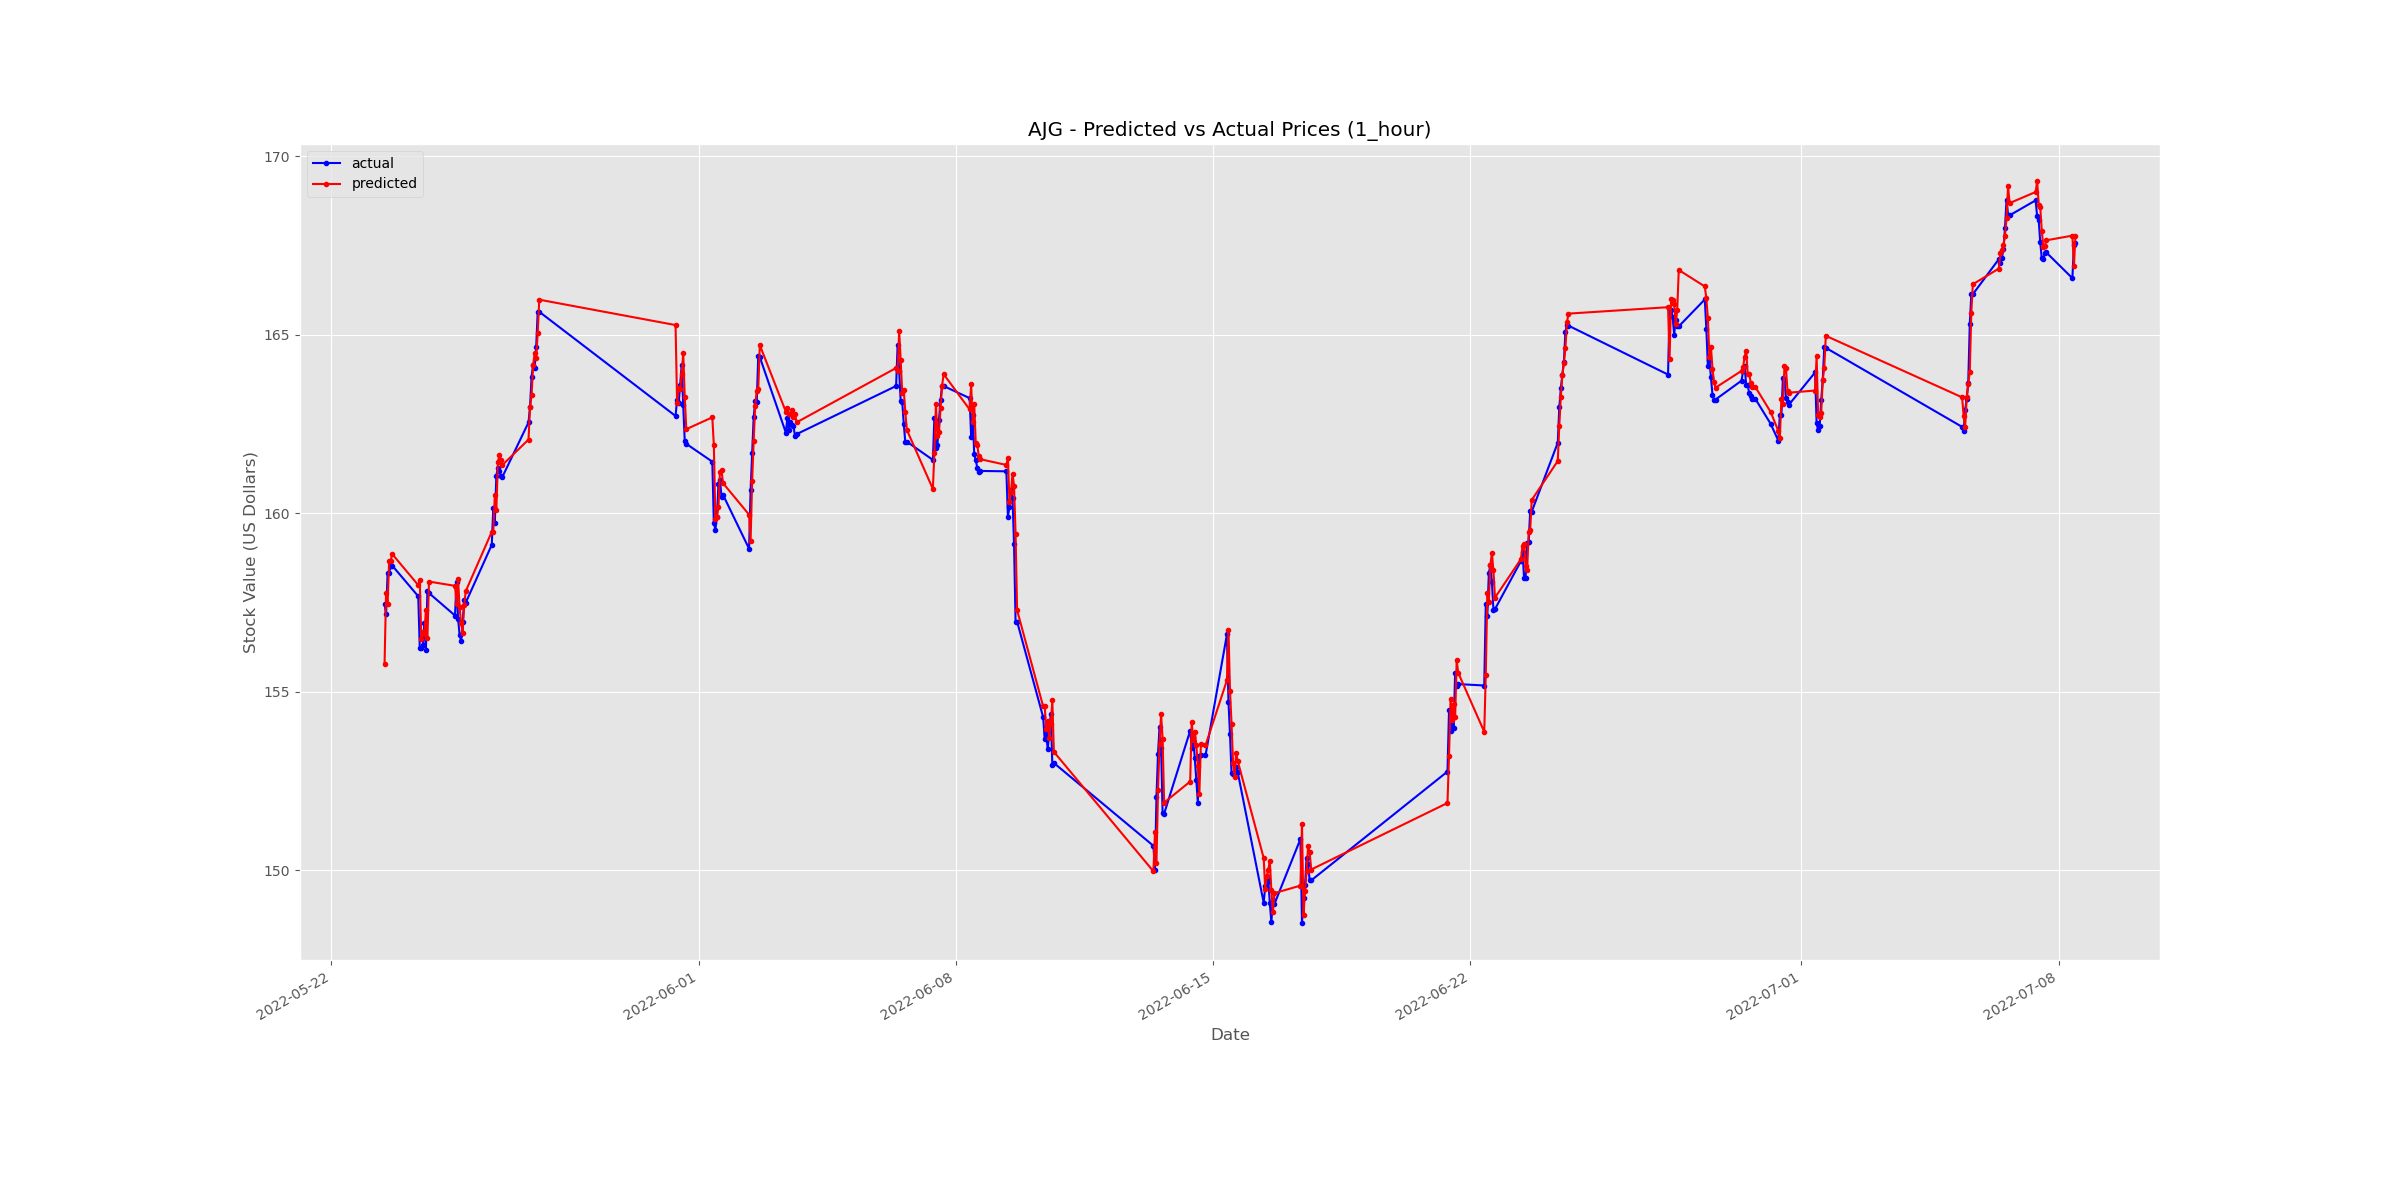 AJG - Predicted vs Actual Prices (1_hour)
actual
predicted
170
165
160
155
150
Stock Value (US Dollars)
2022-05-22
2022-06-01
2022-06-08
2022-06-15
2022-06-22
2022-07-01
2022-07-08
Date